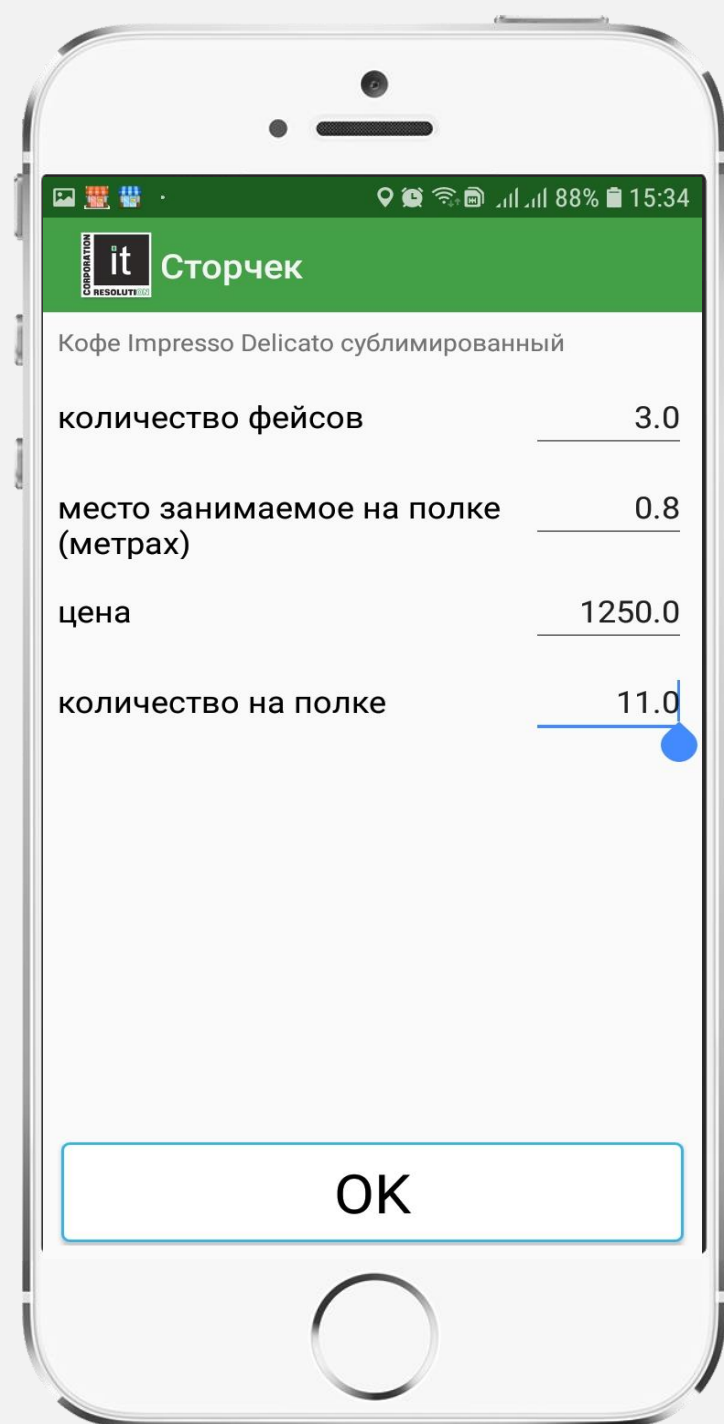 88% 15:34
CORPORATION
it
RESOLUTION
Сторчек
Кофе Impresso Delicato сублимированный
количество фейсов 3.0
место занимаемое на полке 0.8
(метрах)
цена 1250.0
количество на полке 11.0
OK